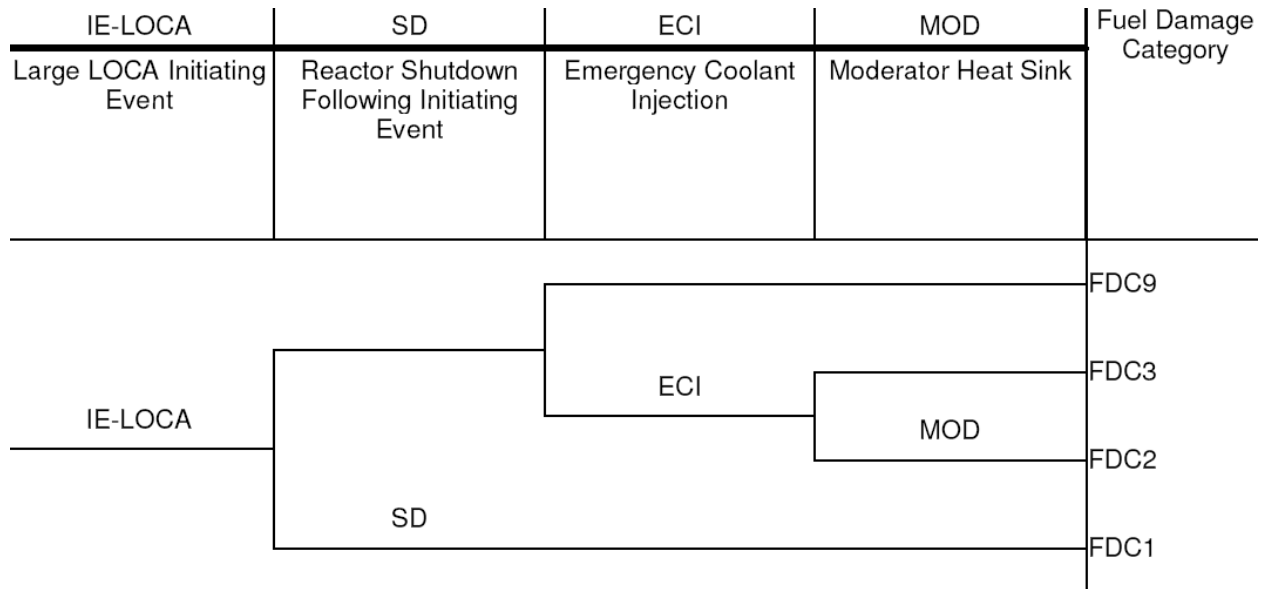 IE-LOCA
SD
ECI
MOD
Fuel Damage
Category
Large LOCA Initiating
Event
Reactor Shutdown
Following Initiating
Event
Emergency Coolant
Injection
Moderator Heat Sink
FDC9
FDC3
ECI
IE-LOCA
MOD
FDC2
SD
FDC1